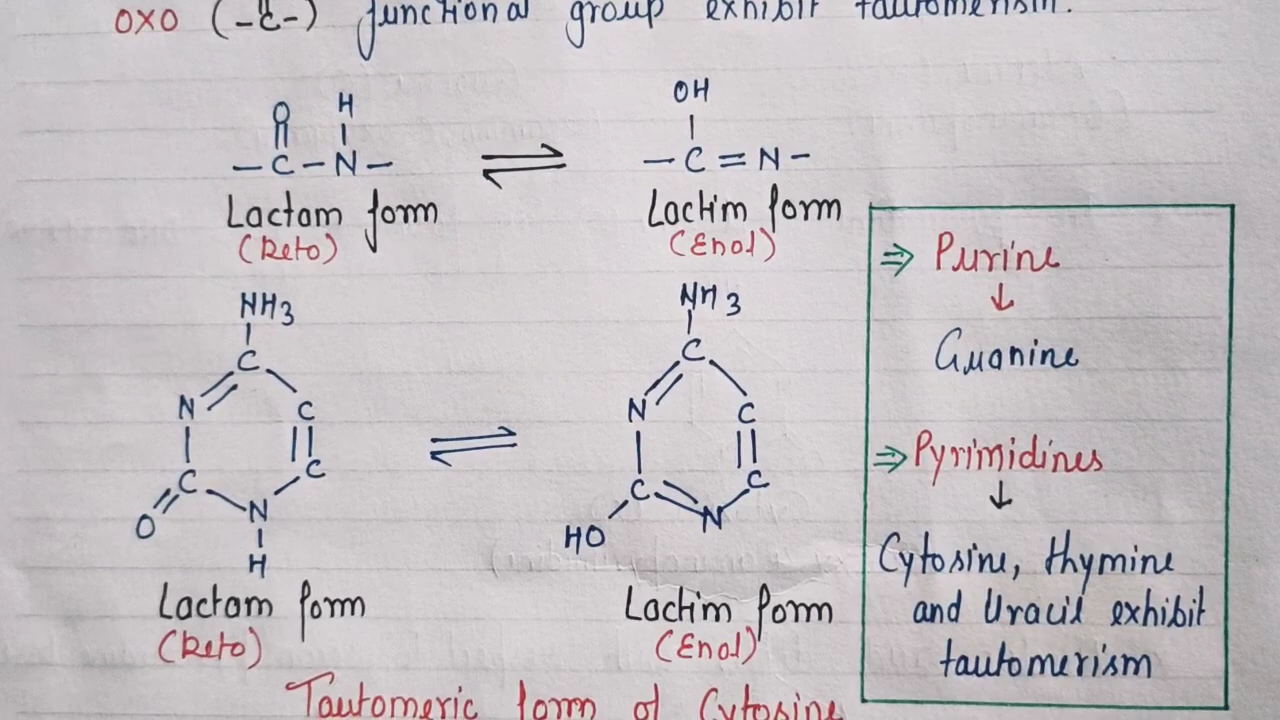 OXO (-C-) functional group exhibit tautomerism.
O H OH
-C-N- ⇌ -C=N-
Lactam form Lactim form
(Keto) (Enol)
⇒ Purine
↓
Guanine
NH3 NH3
C C
N C N C
⇌
C C C C
O N HO N
H
⇒ Pyrimidines
↓
Cytosine, thymine
and Uracil exhibit
tautomerism
Lactam form Lactim form
(Keto) (Enol)
Tautomeric form of Cytosine